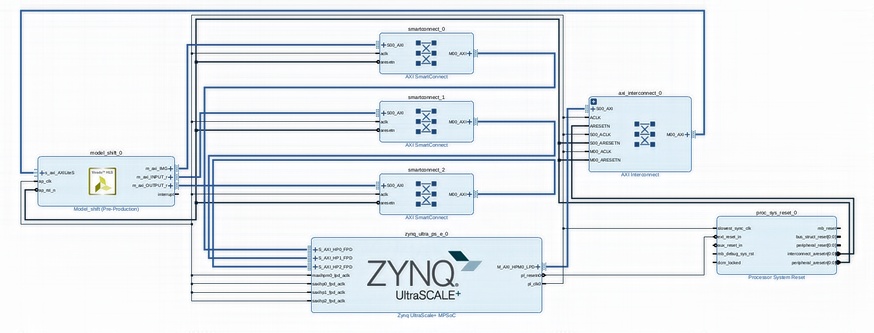 smartconnect_0
S00_AXI
aclk
aresetn
M00_AXI
AXI SmartConnect
smartconnect_1
S00_AXI
aclk
aresetn
M00_AXI
AXI SmartConnect
smartconnect_2
S00_AXI
aclk
aresetn
M00_AXI
AXI SmartConnect
axi_interconnect_0
S00_AXI
ACLK
ARESETN
S00_ACLK
S00_ARESETN
M00_ACLK
M00_ARESETN
M00_AXI
AXI Interconnect
model_shift_0
s_axi_AXILiteS
ap_clk
ap_rst_n
m_axi_IMG
m_axi_INPUT_r
m_axi_OUTPUT_r
interrupt
Model_shift (Pre-Production)
zynq_ultra_ps_e_0
S_AXI_HP0_FPD
S_AXI_HP1_FPD
S_AXI_HP2_FPD
maxihpm0_lpd_aclk
saxihp0_fpd_aclk
saxihp1_fpd_aclk
saxihp2_fpd_aclk
ZYNQ
UltraSCALE+
M_AXI_HPM0_LPD
pl_resetn0
pl_clk0
Zynq UltraScale+ MPSoC
proc_sys_reset_0
slowest_sync_clk
ext_reset_in
aux_reset_in
mb_debug_sys_rst
dcm_locked
mb_reset
bus_struct_reset[0:0]
peripheral_reset[0:0]
interconnect_aresetn[0:0]
peripheral_aresetn[0:0]
Processor System Reset